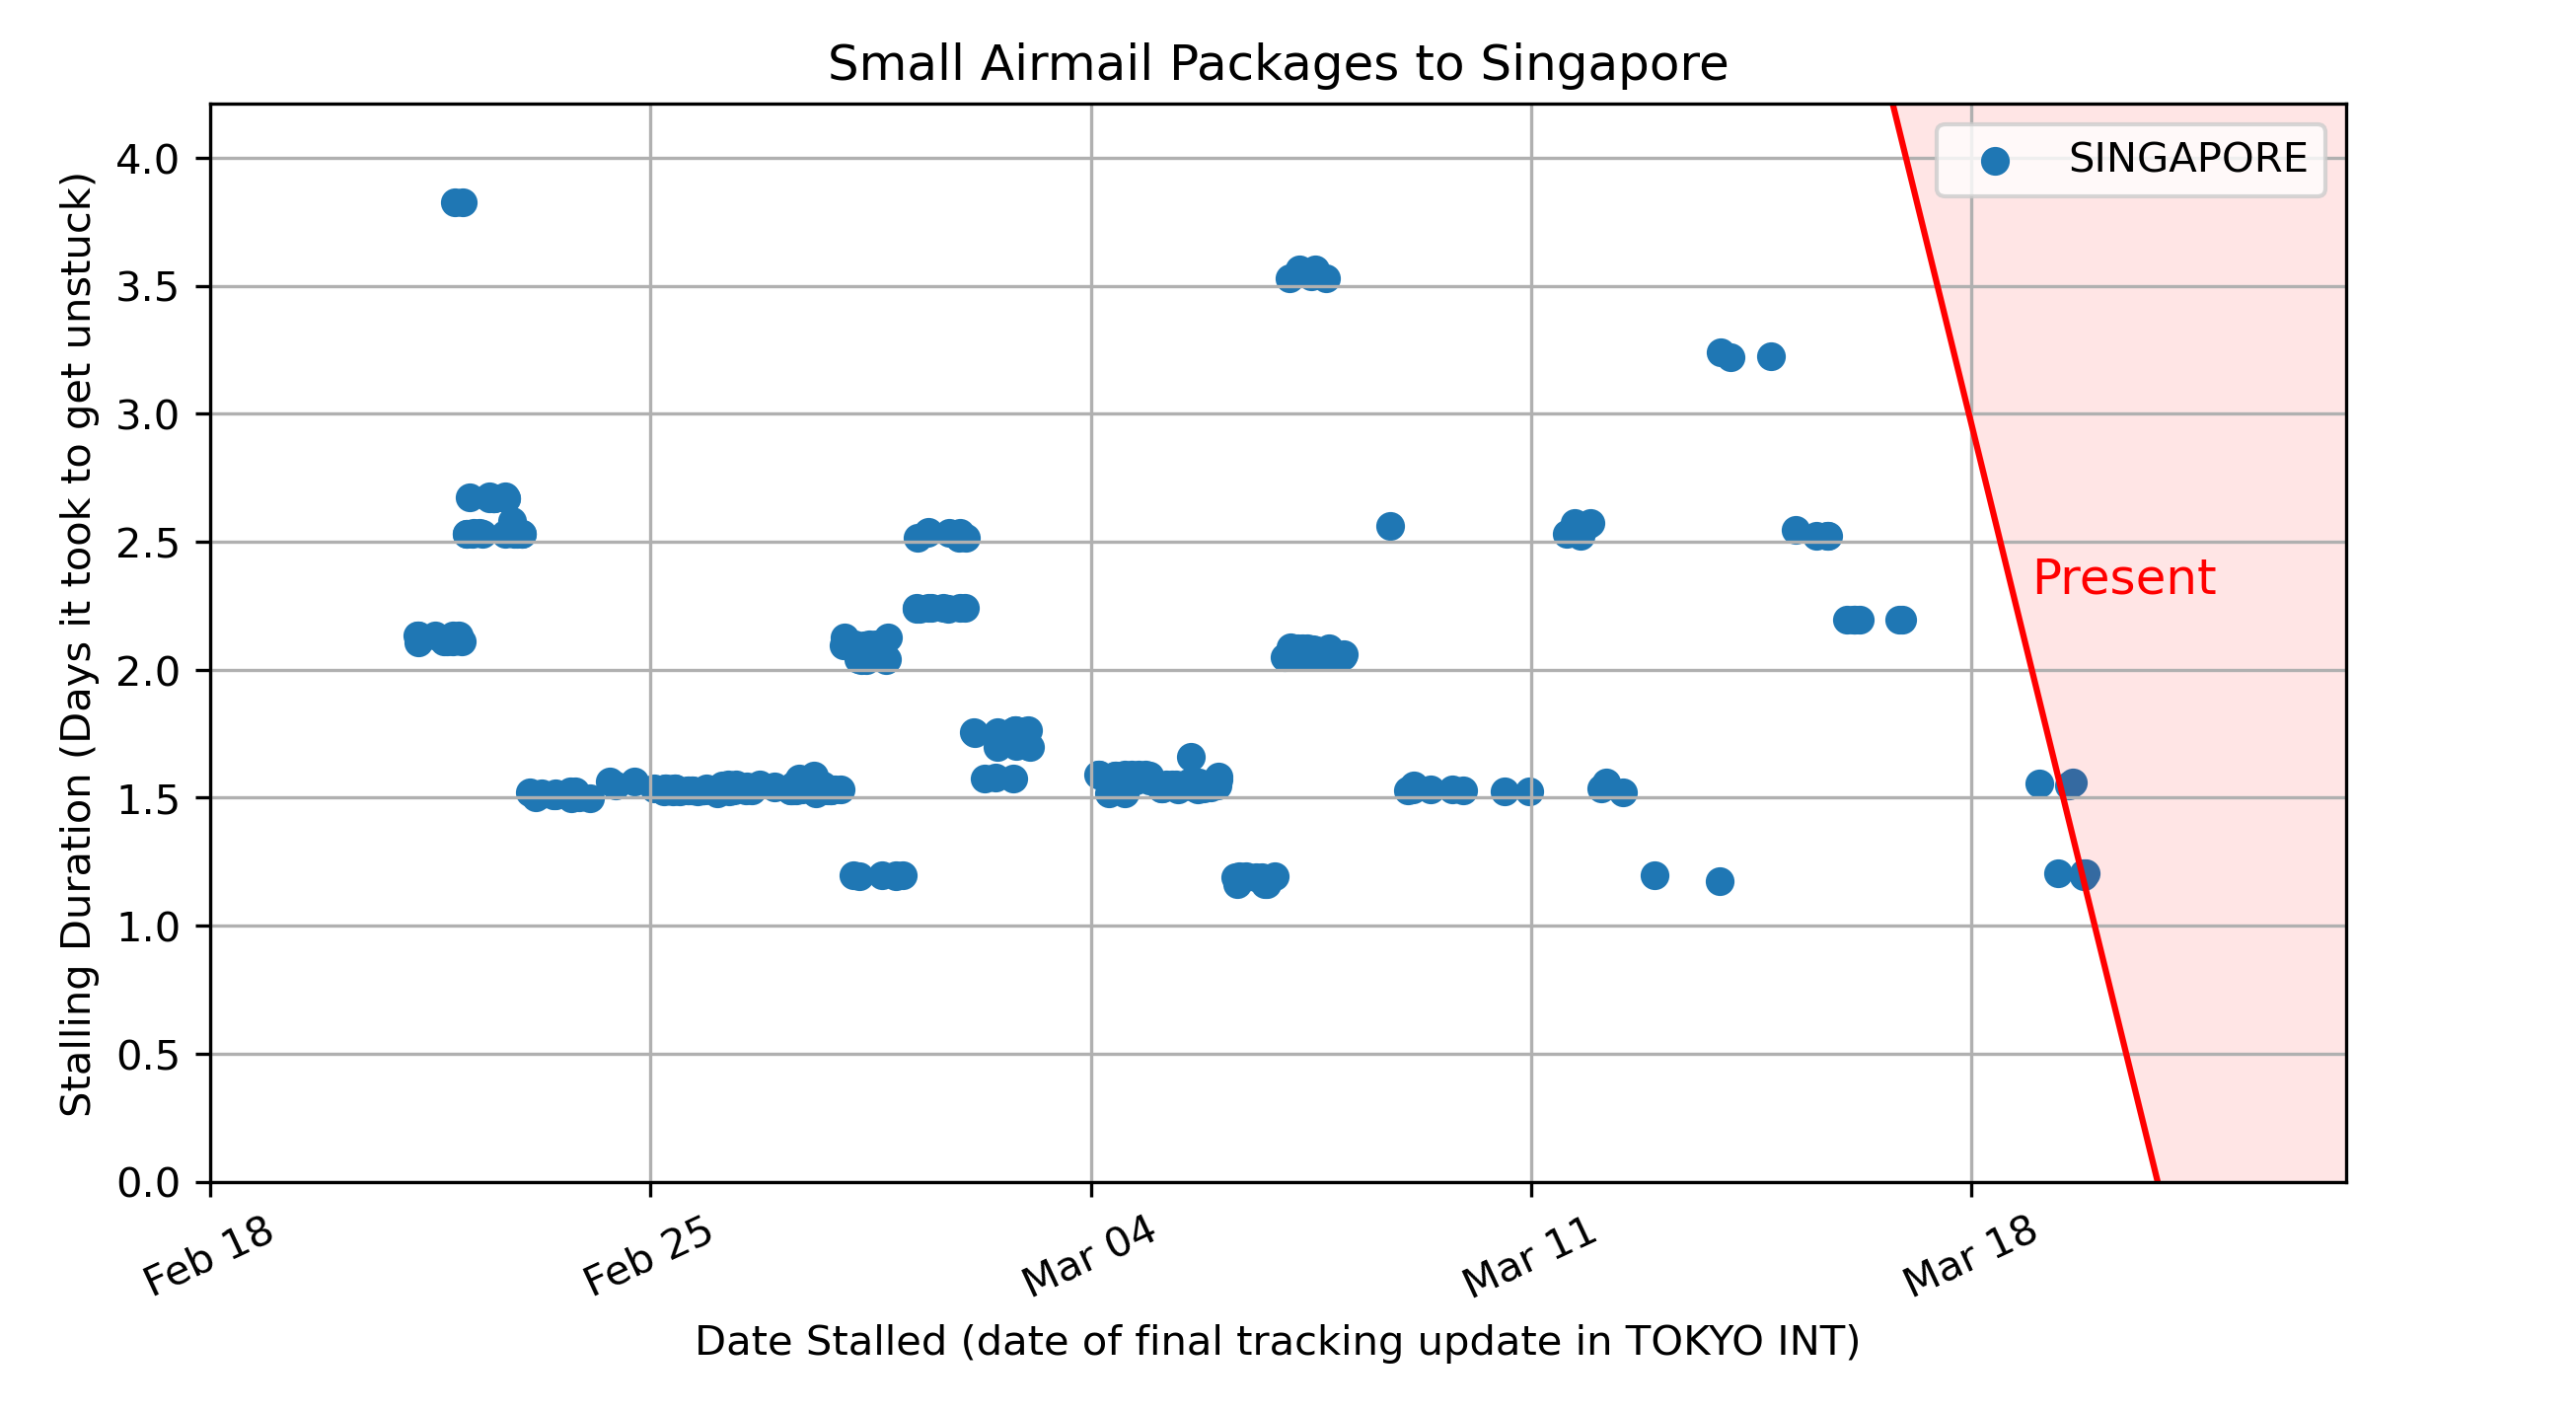 Small Airmail Packages to Singapore
Stalling Duration (Days it took to get unstuck)
4.0
3.5
3.0
2.5
2.0
1.5
1.0
0.5
0.0
SINGAPORE
Present
Feb 18
Feb 25
Mar 04
Mar 11
Mar 18
Date Stalled (date of final tracking update in TOKYO INT)